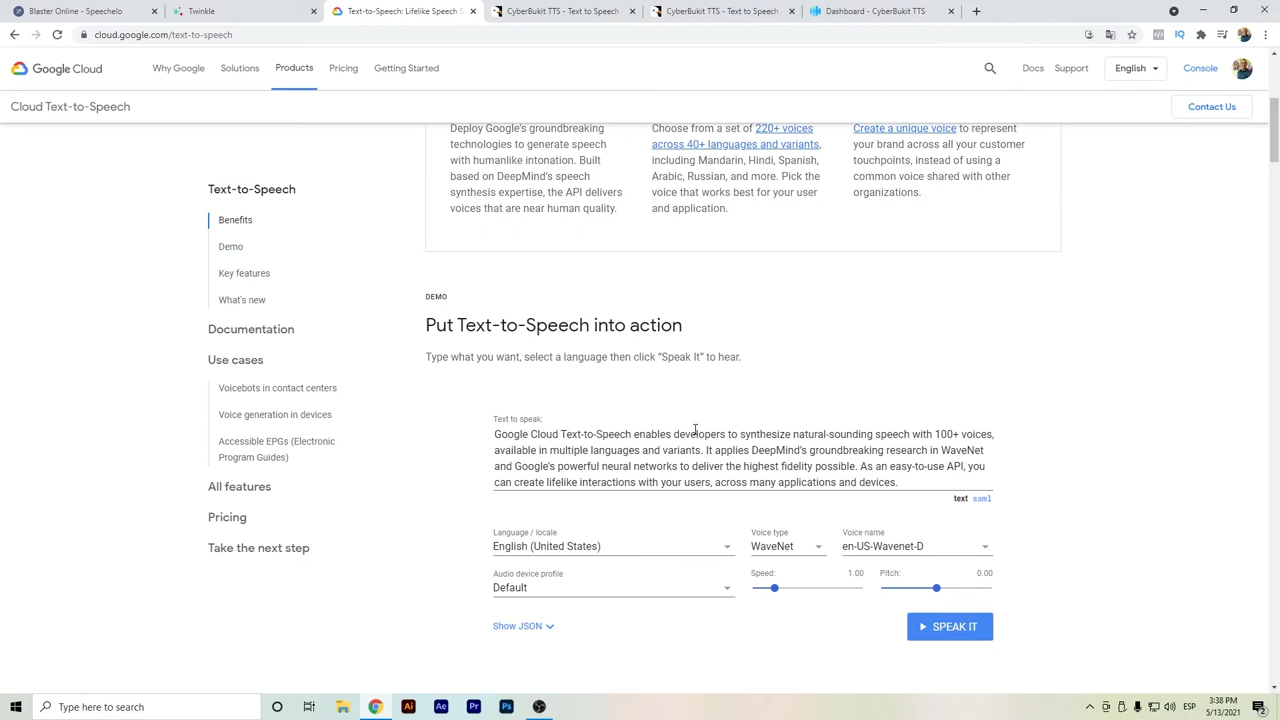 Blaster Online - Speechelo
Twinkle
Text-to-Speech: Lifelike Speech S
CyberBukit TTS - Text-to-Speech
CyberBukit TTS - Text-to-Speech
Dashboard - CyberBukit TTS
cloud.google.com/text-to-speech
Google Cloud
Why Google
Solutions
Products
Pricing
Getting Started
Docs
Support
English
Console
Cloud Text-to-Speech
Contact Us
Deploy Google's groundbreaking
technologies to generate speech
with humanlike intonation. Built
based on DeepMind's speech
synthesis expertise, the API delivers
voices that are near human quality.
Choose from a set of 220+ voices
across 40+ languages and variants,
including Mandarin, Hindi, Spanish,
Arabic, Russian, and more. Pick the
voice that works best for your user
and application.
Create a unique voice to represent
your brand across all your customer
touchpoints, instead of using a
common voice shared with other
organizations.
Text-to-Speech
Benefits
Demo
Key features
What's new
Documentation
Use cases
Voicebots in contact centers
Voice generation in devices
Accessible EPGs (Electronic
Program Guides)
All features
Pricing
Take the next step
DEMO
Put Text-to-Speech into action
Type what you want, select a language then click “Speak It” to hear.
Text to speak:
Google Cloud Text-to-Speech enables developers to synthesize natural-sounding speech with 100+ voices,
available in multiple languages and variants. It applies DeepMind's groundbreaking research in WaveNet
and Google's powerful neural networks to deliver the highest fidelity possible. As an easy-to-use API, you
can create lifelike interactions with your users, across many applications and devices.
text ssml
Language / locale
English (United States)
Voice type
WaveNet
Voice name
en-US-Wavenet-D
Audio device profile
Default
Speed: 1.00
Pitch: 0.00
Show JSON
SPEAK IT
Type here to search
Ai
Ae
Pr
Ps
ESP
3:38 PM
5/13/2021
2
IQ